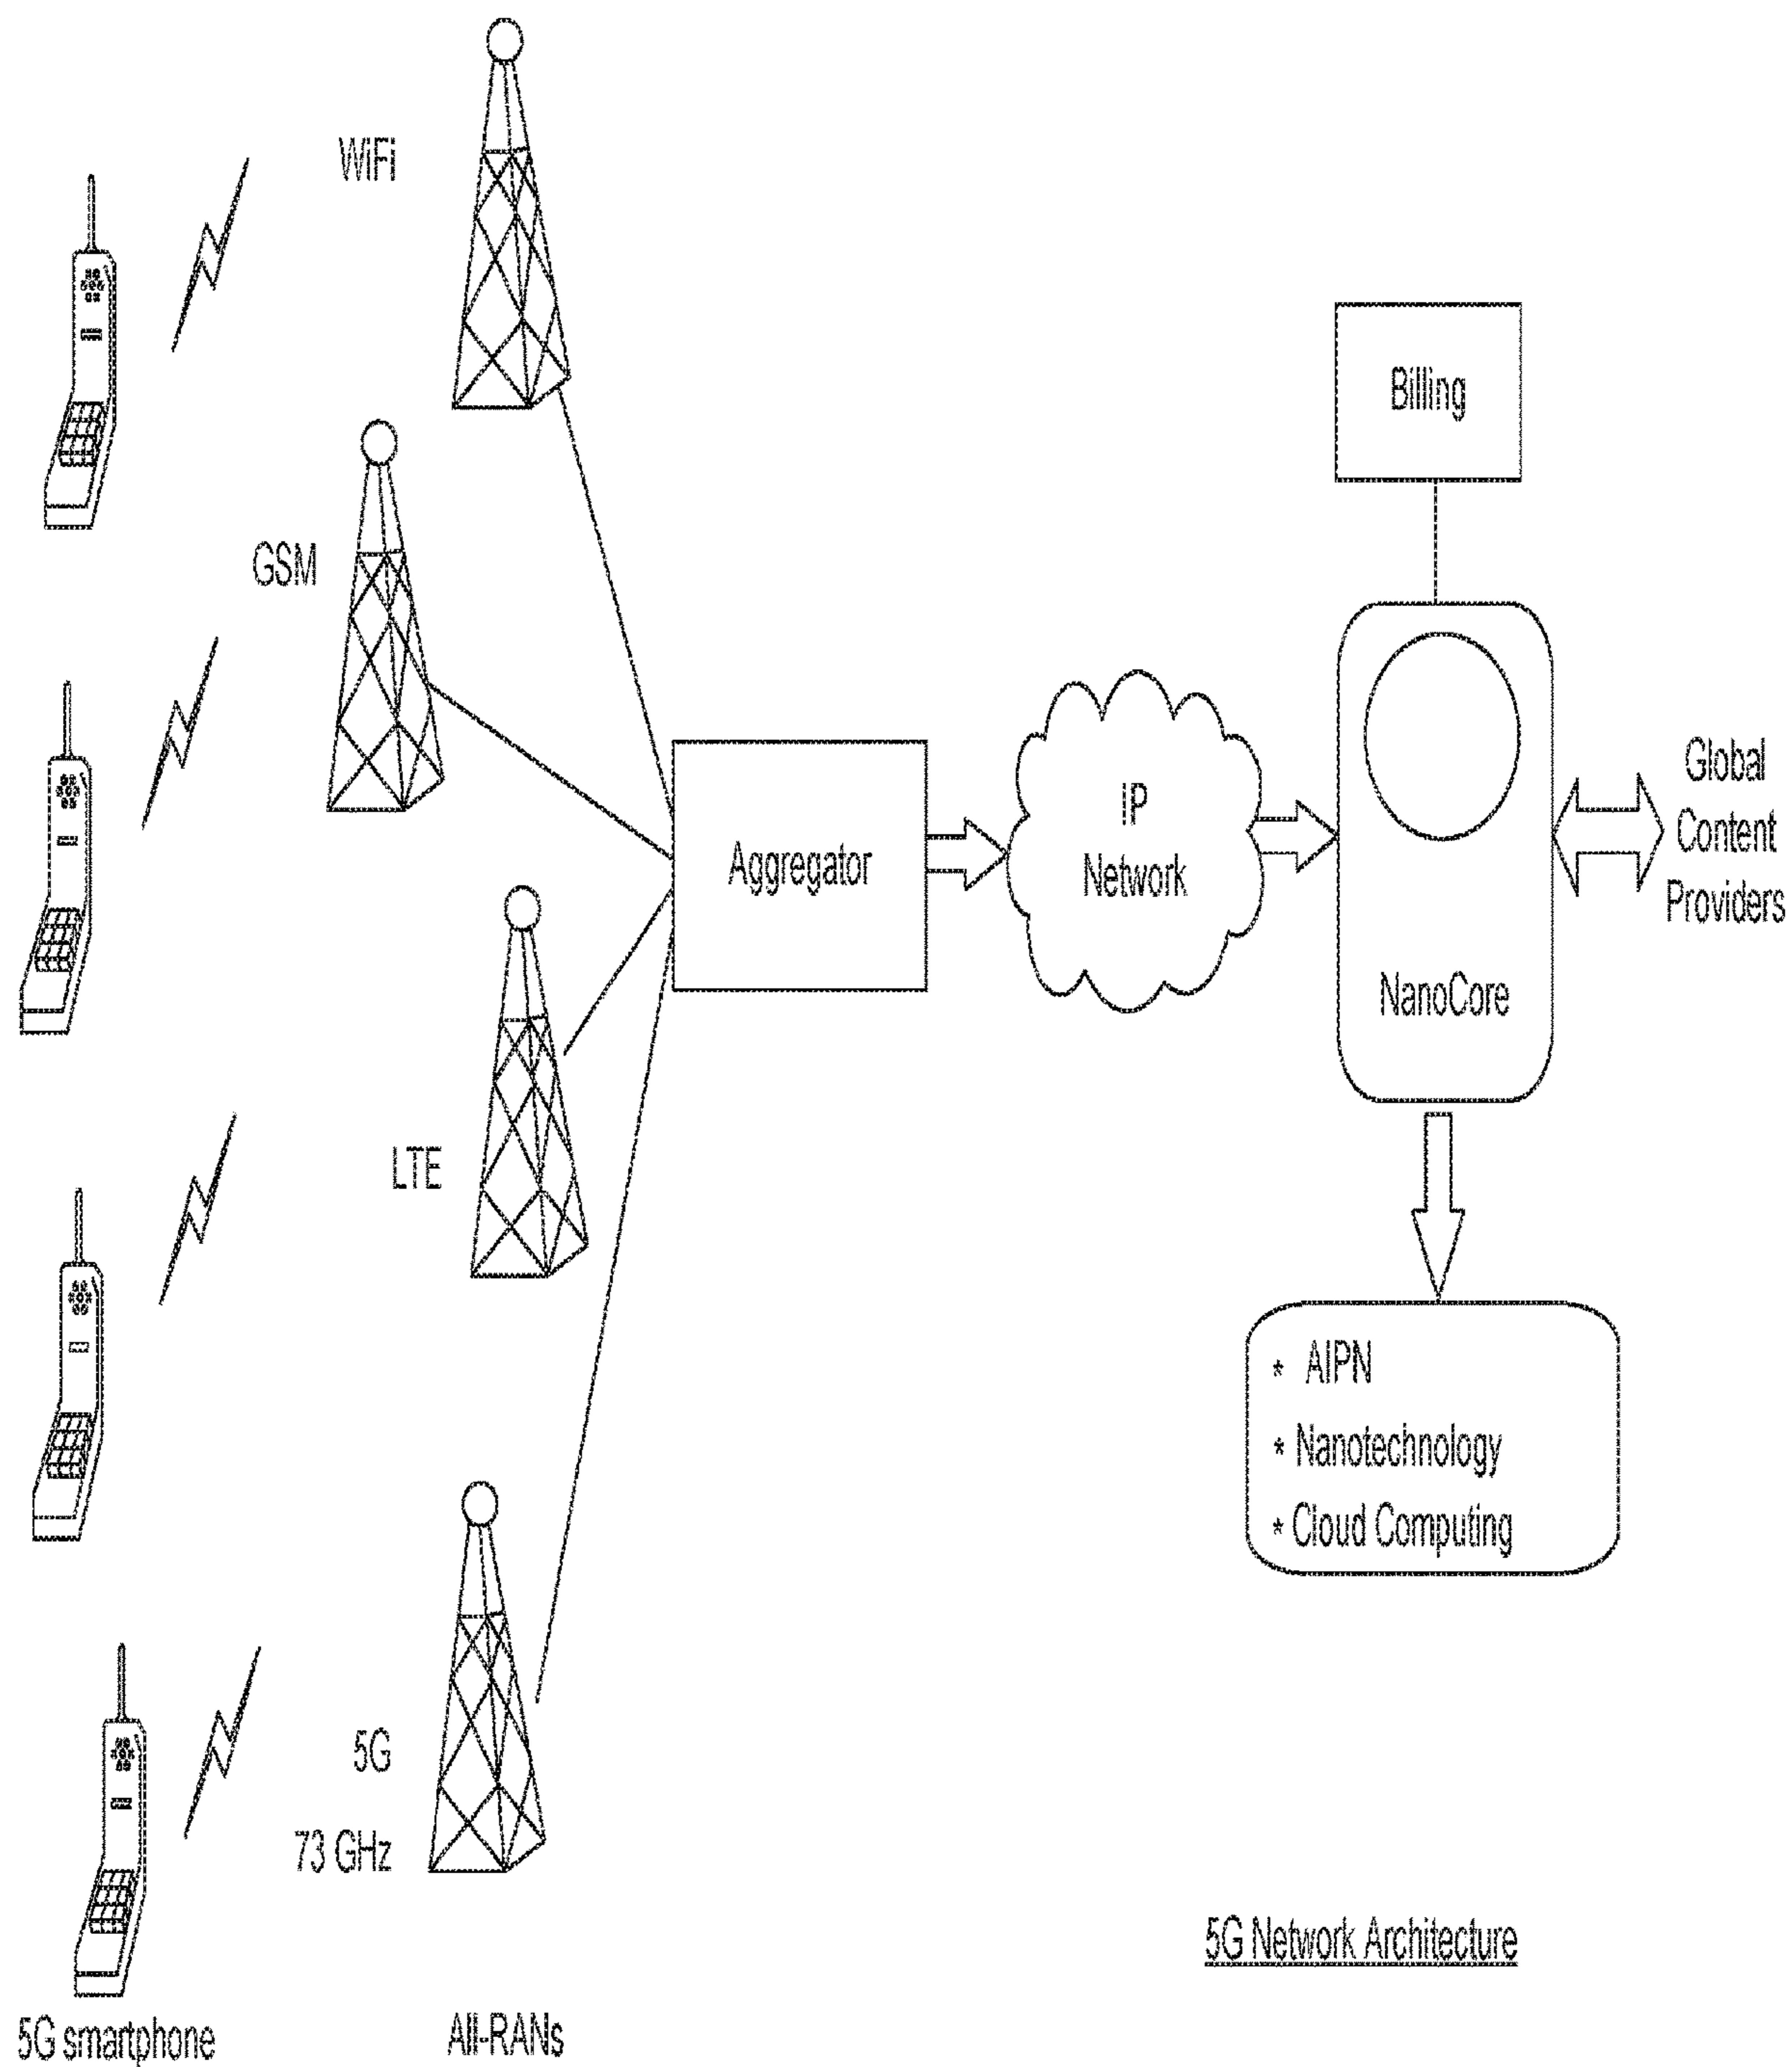 WiFi
GSM
LTE
5G
73 GHz
5G smartphone
All-RANs
Aggregator
IP
Network
Billing
NanoCore
Global
Content
Providers
* AIPN
* Nanotechnology
* Cloud Computing
5G Network Architecture